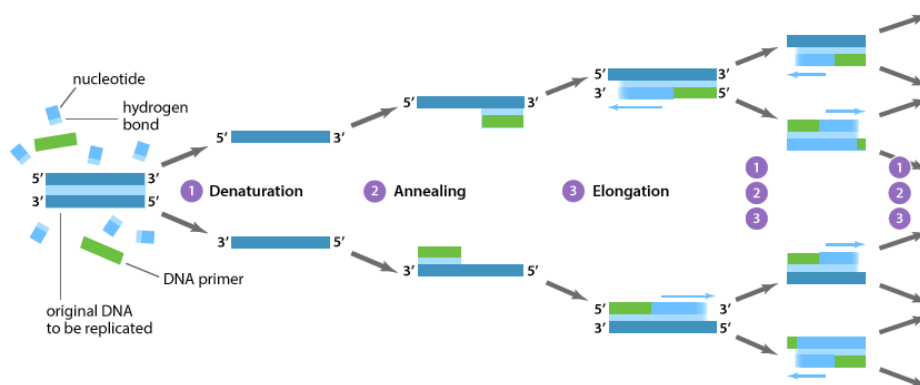 nucleotide
hydrogen
bond
5’ 3’
3’ 5’
DNA primer
original DNA
to be replicated
5’ 3’
1 Denaturation
3’ 5’
5’ 3’
2 Annealing
3’ 5’
5’ 3’
3’ 5’
3 Elongation
5’ 3’
3’ 5’
1
2
3
1
2
3